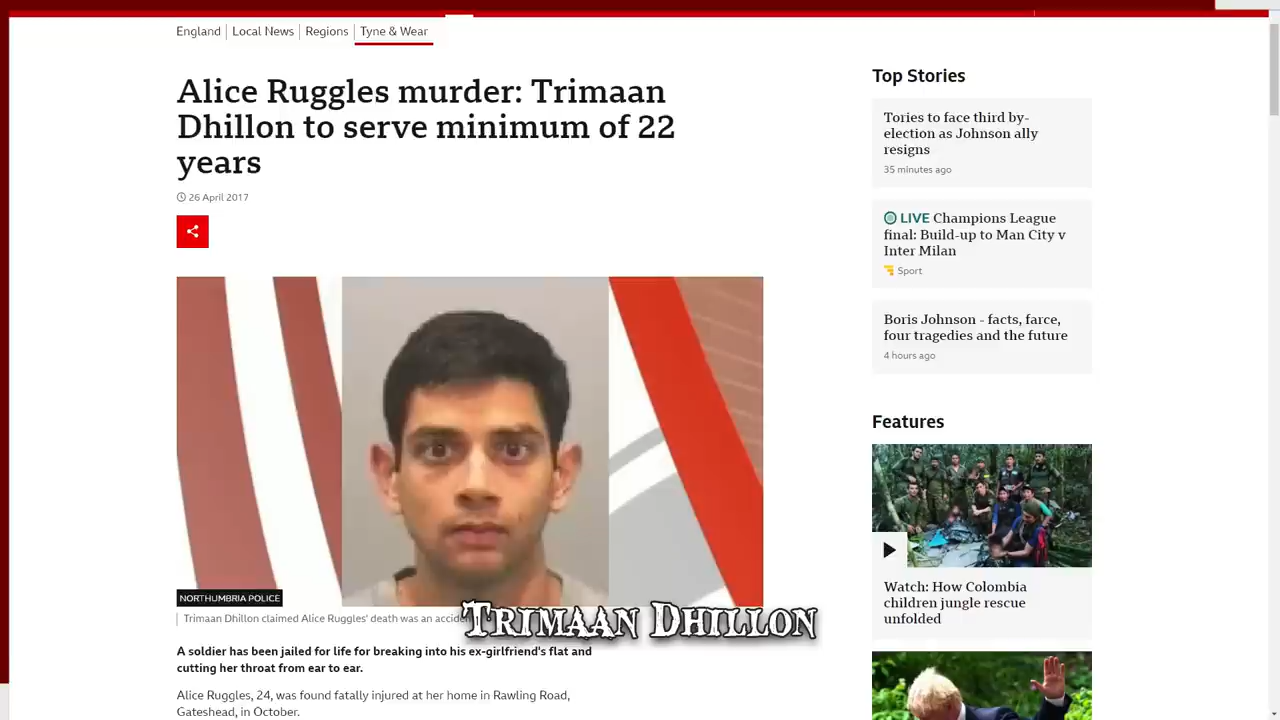 England
Local News
Regions
Tyne & Wear
Alice Ruggles murder: Trimaan
Dhillon to serve minimum of 22
years
26 April 2017
NORTHUMBRIA POLICE
Trimaan Dhillon claimed Alice Ruggles' death was an
TRIMAAN DHILLON
A soldier has been jailed for life for breaking into his ex-girlfriend's flat and
cutting her throat from ear to ear.
Alice Ruggles, 24, was found fatally injured at her home in Rawling Road,
Gateshead, in October.
Top Stories
Tories to face third by-
election as Johnson ally
resigns
35 minutes ago
LIVE Champions League
final: Build-up to Man City v
Inter Milan
Sport
Boris Johnson - facts, farce,
four tragedies and the future
4 hours ago
Features
Watch: How Colombia
children jungle rescue
unfolded